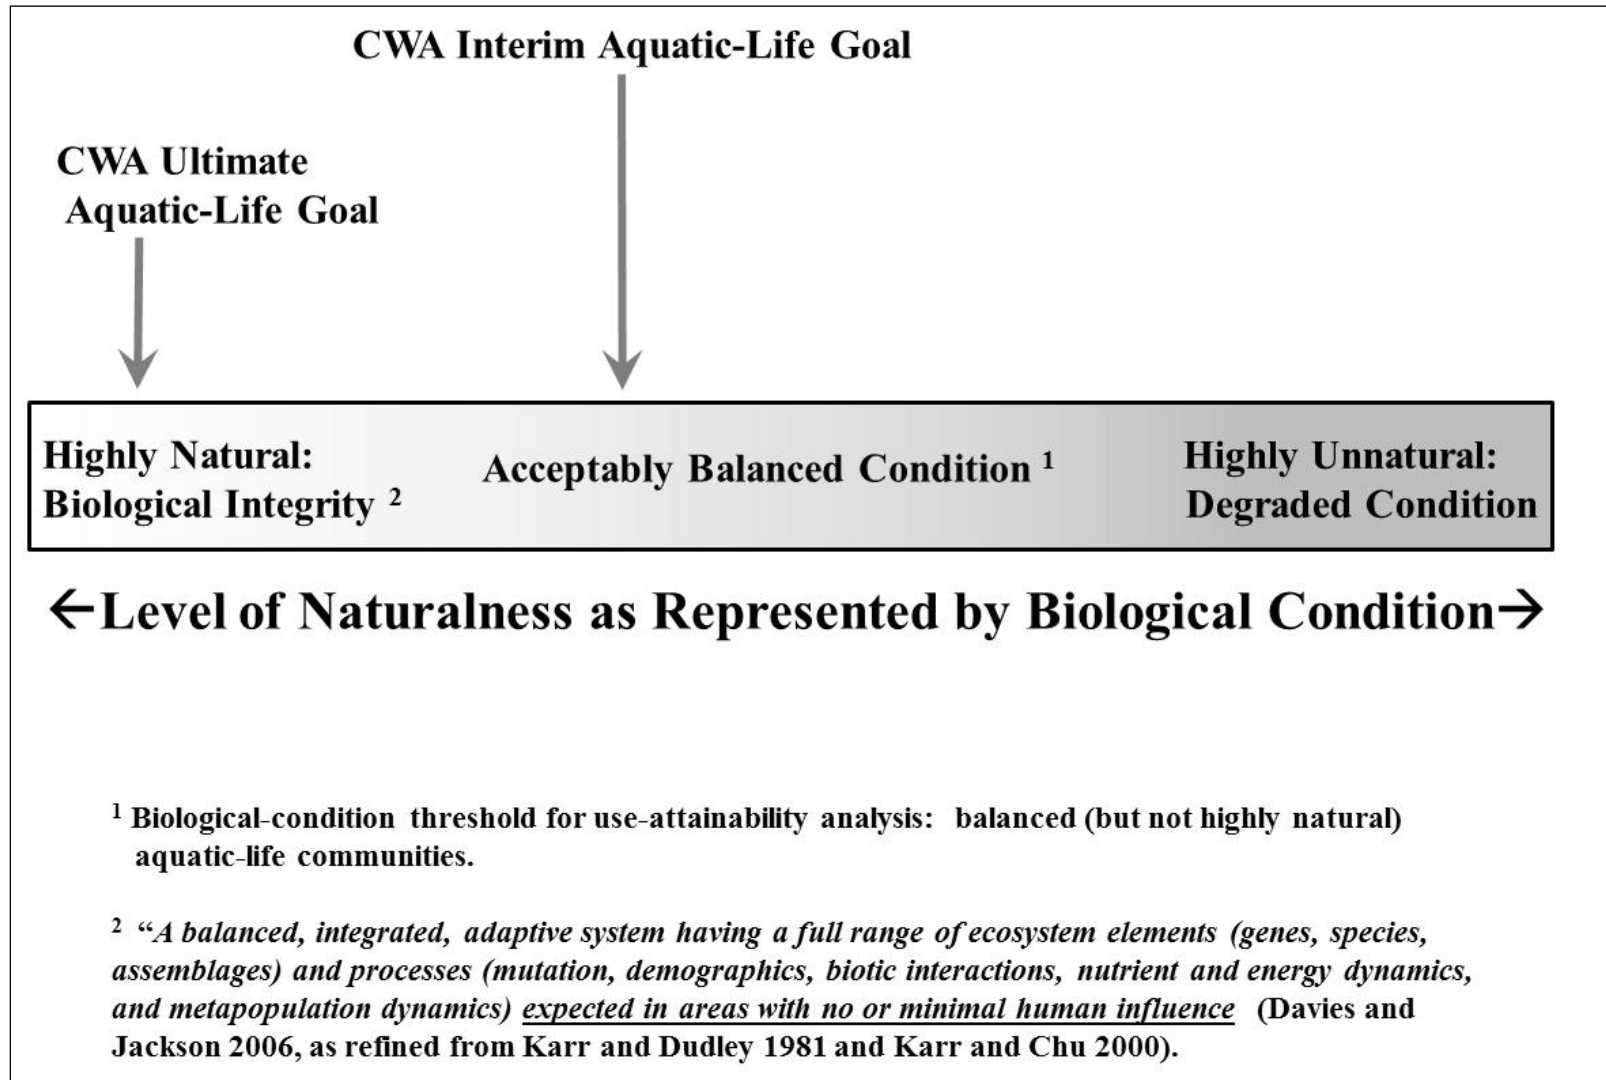 CWA Interim Aquatic-Life Goal
CWA Ultimate
Aquatic-Life Goal
Highly Natural:
Biological Integrity ²
Acceptably Balanced Condition ¹
Highly Unnatural:
Degraded Condition
←Level of Naturalness as Represented by Biological Condition→
¹ Biological-condition threshold for use-attainability analysis: balanced (but not highly natural)
aquatic-life communities.
² “A balanced, integrated, adaptive system having a full range of ecosystem elements (genes, species,
assemblages) and processes (mutation, demographics, biotic interactions, nutrient and energy dynamics,
and metapopulation dynamics) expected in areas with no or minimal human influence (Davies and
Jackson 2006, as refined from Karr and Dudley 1981 and Karr and Chu 2000).